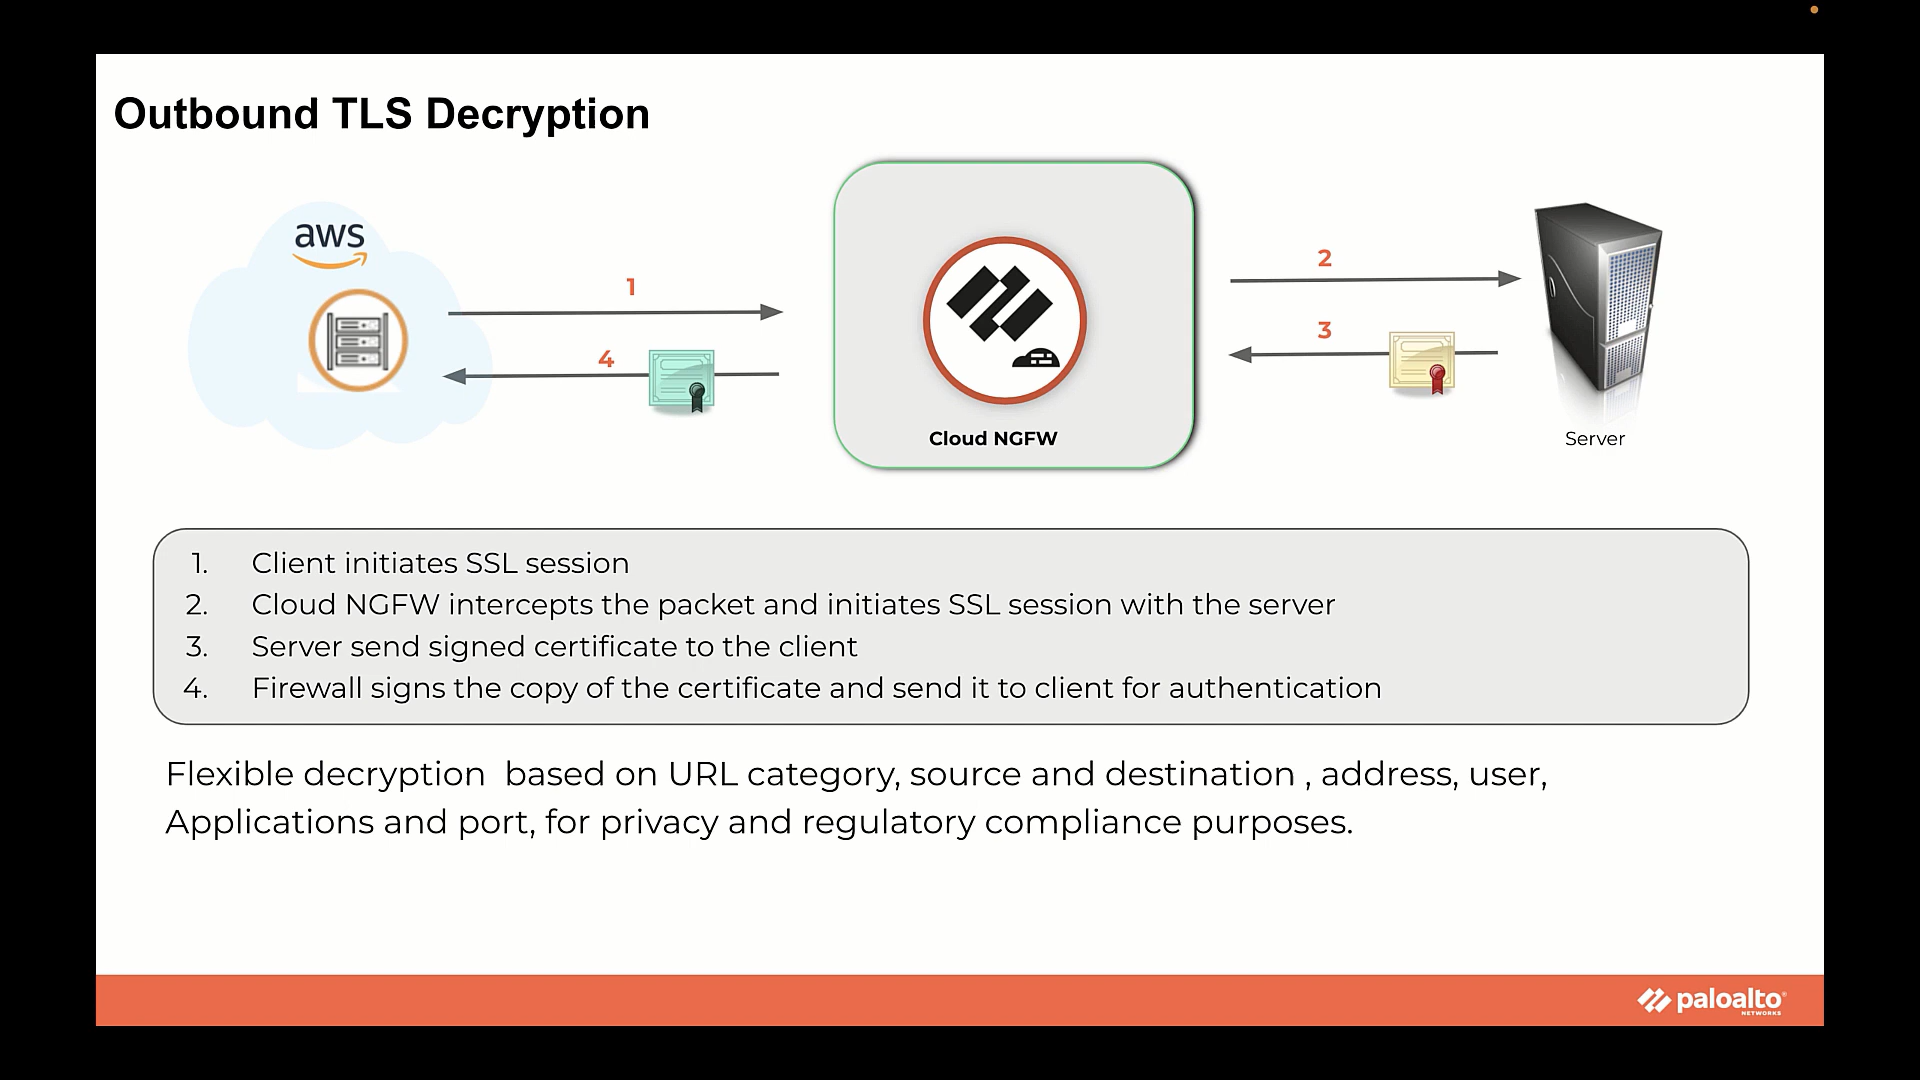 Outbound TLS Decryption
aws
1
2
3
4
Cloud NGFW
Server
1. Client initiates SSL session
2. Cloud NGFW intercepts the packet and initiates SSL session with the server
3. Server send signed certificate to the client
4. Firewall signs the copy of the certificate and send it to client for authentication
Flexible decryption  based on URL category, source and destination , address, user,
Applications and port, for privacy and regulatory compliance purposes.
paloalto®
NETWORKS